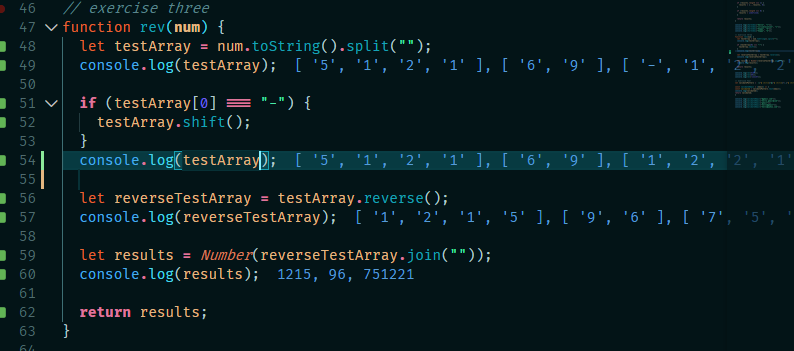 46 // exercise three
47 function rev(num) {
48 let testArray = num.toString().split("");
49 console.log(testArray); [ '5', '1', '2', '1' ], [ '6', '9' ], [ '-', '1', '2', '2'
50
51 if (testArray[0] === "-") {
52 testArray.shift();
53 }
54 console.log(testArray); [ '5', '1', '2', '1' ], [ '6', '9' ], [ '1', '2', '2', '1'
55
56 let reverseTestArray = testArray.reverse();
57 console.log(reverseTestArray); [ '1', '2', '1', '5' ], [ '9', '6' ], [ '7', '5',
58
59 let results = Number(reverseTestArray.join(""));
60 console.log(results); 1215, 96, 751221
61
62 return results;
63 }
64